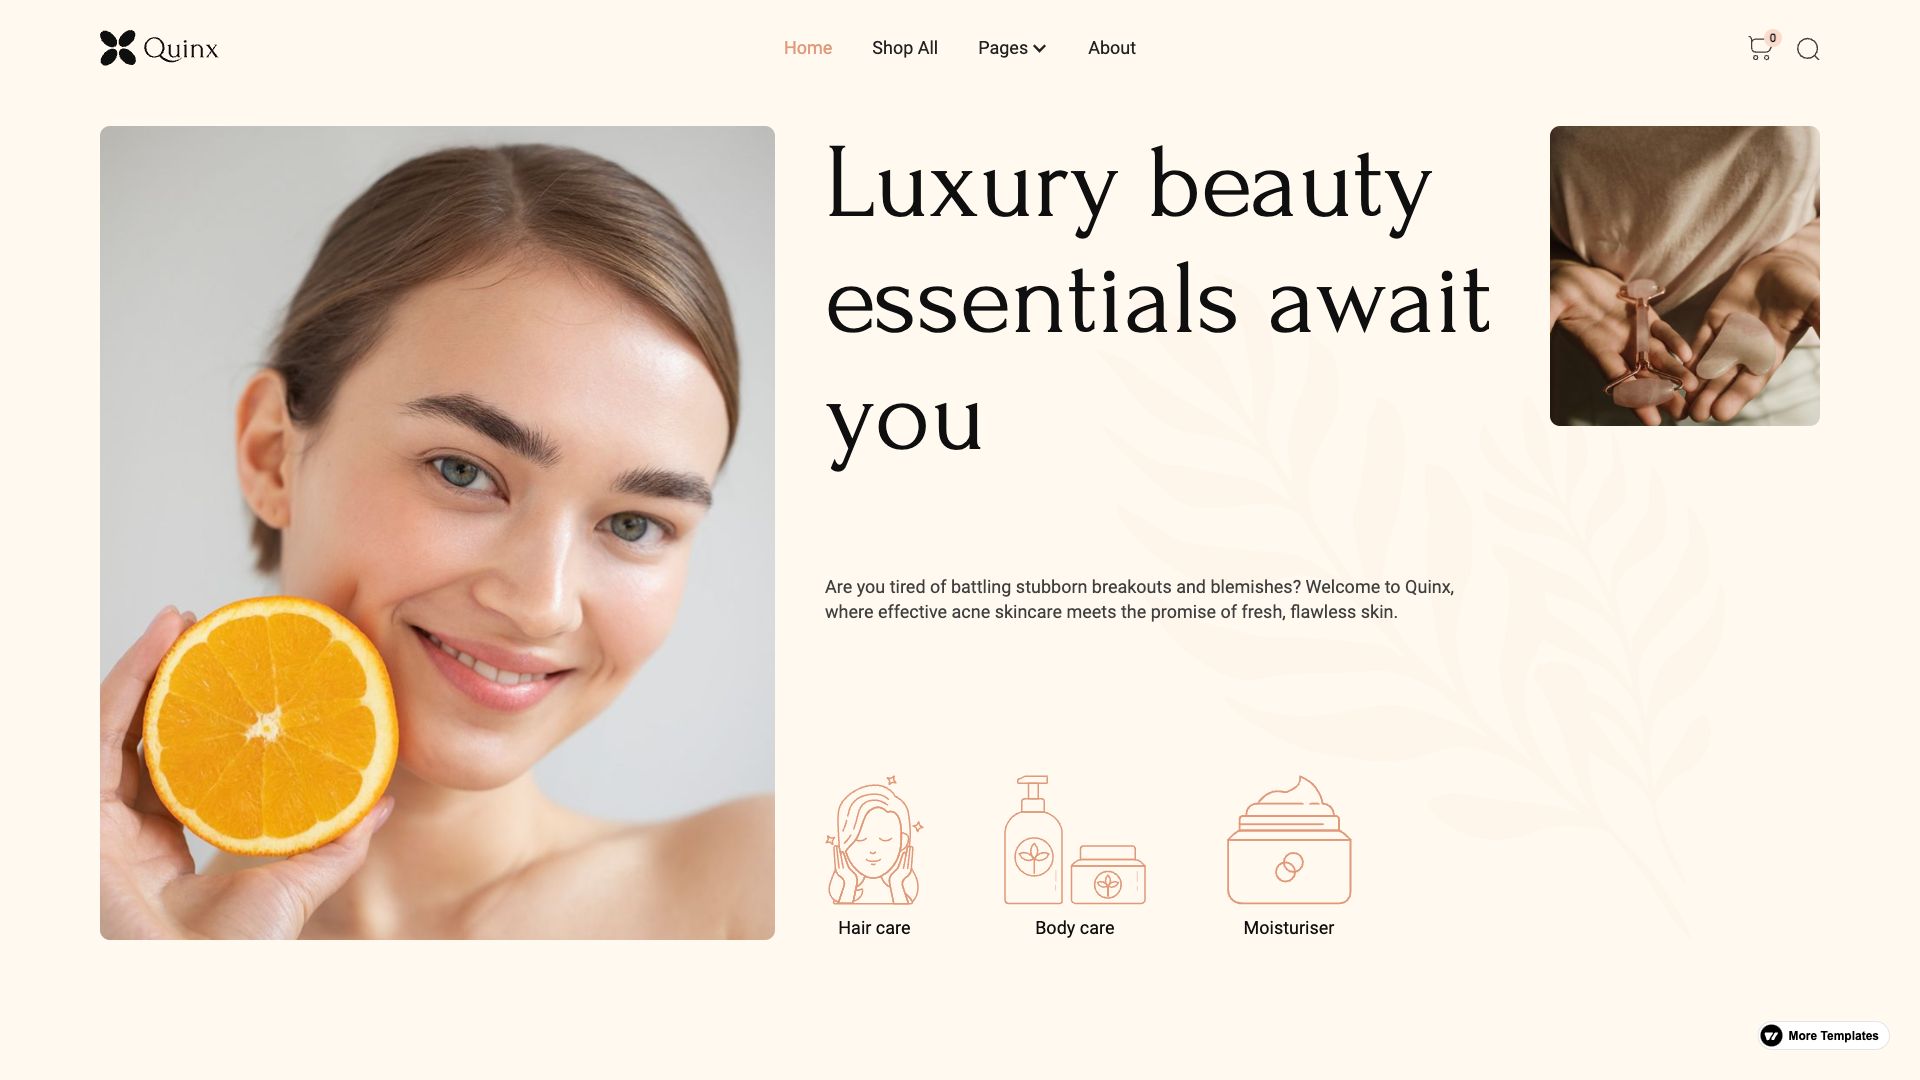 Quinx
Home
Shop All
Pages
About
0
Luxury beauty
essentials await
you
Are you tired of battling stubborn breakouts and blemishes? Welcome to Quinx,
where effective acne skincare meets the promise of fresh, flawless skin.
Hair care
Body care
Moisturiser
More Templates